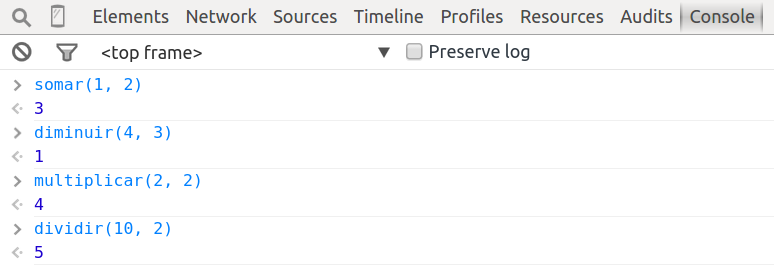 Elements Network Sources Timeline Profiles Resources Audits Console
<top frame> ▼ Preserve log
> somar(1, 2)
<· 3
> diminuir(4, 3)
<· 1
> multiplicar(2, 2)
<· 4
> dividir(10, 2)
<· 5